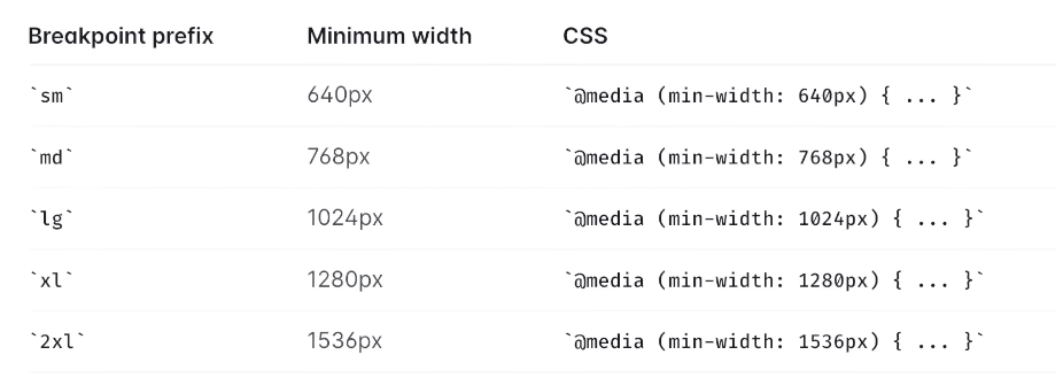 Breakpoint prefix Minimum width CSS
`sm` 640px `@media (min-width: 640px) { ... }`
`md` 768px `@media (min-width: 768px) { ... }`
`lg` 1024px `@media (min-width: 1024px) { ... }`
`xl` 1280px `@media (min-width: 1280px) { ... }`
`2xl` 1536px `@media (min-width: 1536px) { ... }`